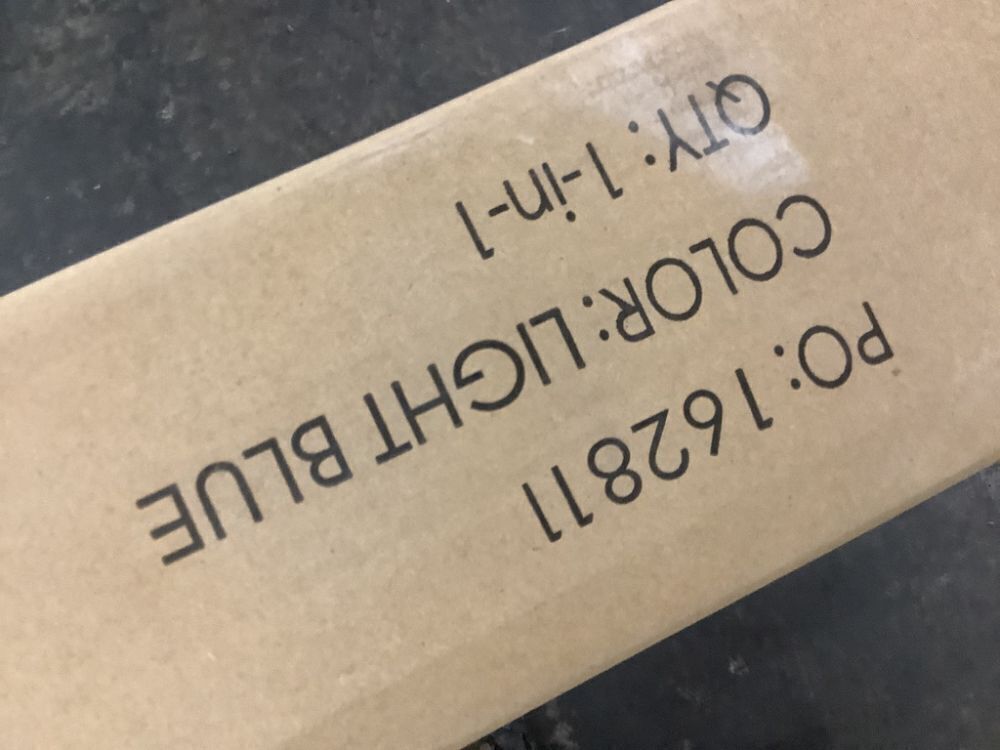 PO: 162811
COLOR: LIGHT BLUE
QTY: 1-in-1